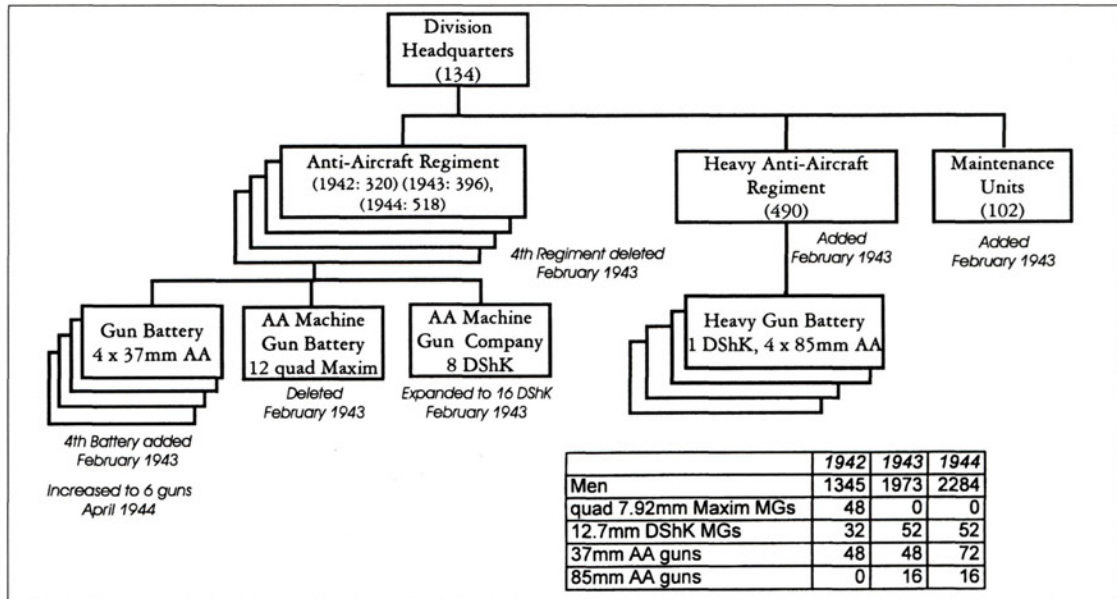 Division
Headquarters
(134)
Anti-Aircraft Regiment
(1942: 320) (1943: 396),
(1944: 518)
4th Regiment deleted
February 1943
Heavy Anti-Aircraft
Regiment
(490)
Added
February 1943
Maintenance
Units
(102)
Added
February 1943
Gun Battery
4 x 37mm AA
4th Battery added
February 1943
Increased to 6 guns
April 1944
AA Machine
Gun Battery
12 quad Maxim
Deleted
February 1943
AA Machine
Gun Company
8 DShK
Expanded to 16 DShK
February 1943
Heavy Gun Battery
1 DShK, 4 x 85mm AA
1942 1943 1944
Men 1345 1973 2284
quad 7.92mm Maxim MGs 48 0 0
12.7mm DShK MGs 32 52 52
37mm AA guns 48 48 72
85mm AA guns 0 16 16